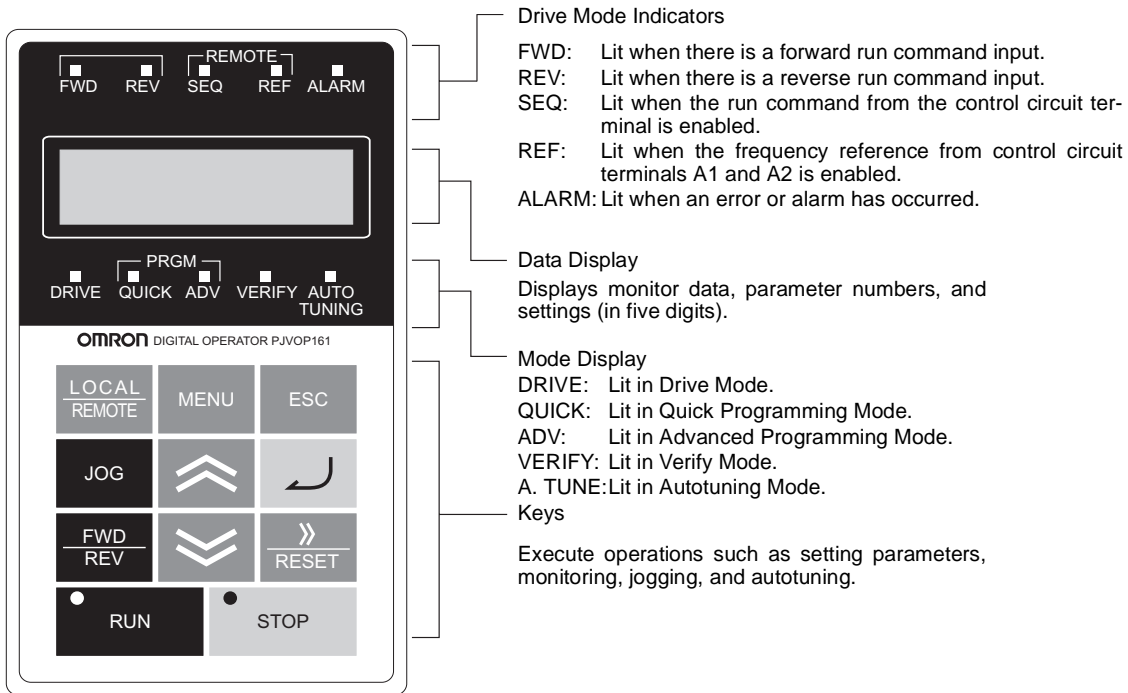 REMOTE
FWD REV SEQ REF ALARM
PRGM
DRIVE QUICK ADV VERIFY AUTO
TUNING
OMRON DIGITAL OPERATOR PJVOP161
LOCAL
REMOTE
MENU
ESC
JOG
FWD
REV
RESET
RUN
STOP
Drive Mode Indicators
FWD: Lit when there is a forward run command input.
REV: Lit when there is a reverse run command input.
SEQ: Lit when the run command from the control circuit ter-
minal is enabled.
REF: Lit when the frequency reference from control circuit
terminals A1 and A2 is enabled.
ALARM: Lit when an error or alarm has occurred.
Data Display
Displays monitor data, parameter numbers, and
settings (in five digits).
Mode Display
DRIVE: Lit in Drive Mode.
QUICK: Lit in Quick Programming Mode.
ADV: Lit in Advanced Programming Mode.
VERIFY: Lit in Verify Mode.
A. TUNE:Lit in Autotuning Mode.
Keys
Execute operations such as setting parameters,
monitoring, jogging, and autotuning.